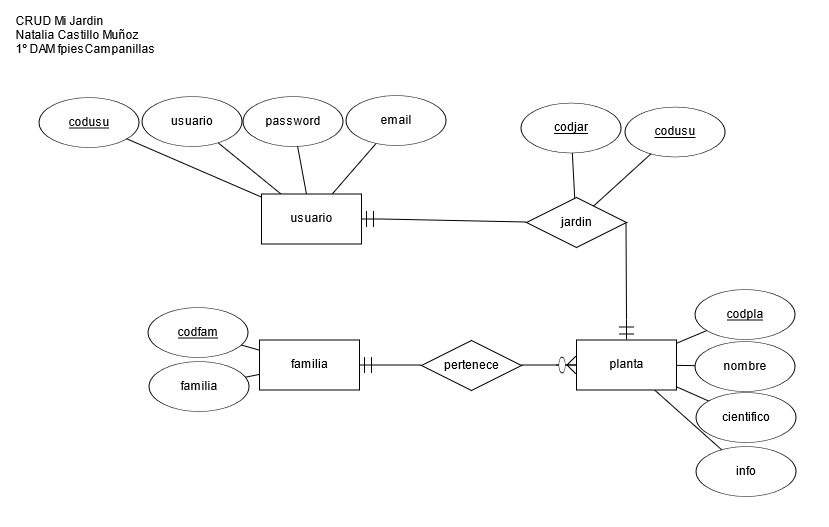 CRUD Mi Jardin
Natalia Castillo Muñoz
1º DAM fpies Campanillas
codusu
usuario
password
email
codjar
codusu
usuario
jardin
codfam
familia
familia
pertenece
planta
codpla
nombre
cientifico
info